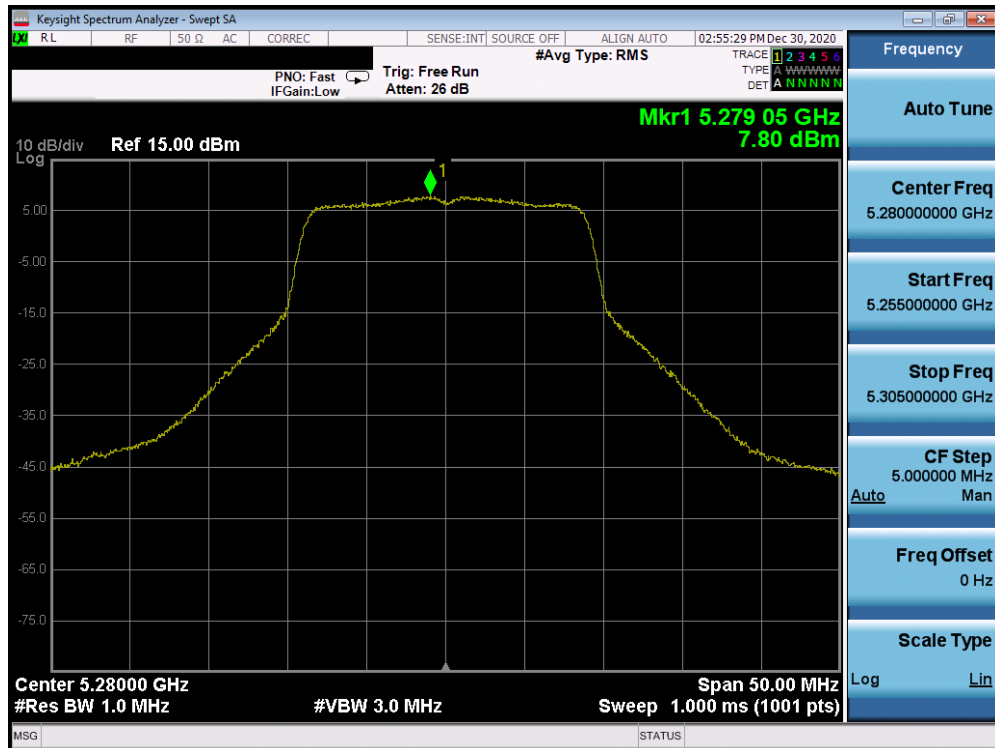 Keysight Spectrum Analyzer - Swept SA
LXI RL RF 50 Ω AC CORREC SENSE:INT SOURCE OFF ALIGN AUTO 02:55:29 PM Dec 30, 2020
#Avg Type: RMS
TRACE 1 2 3 4 5 6
TYPE A WWWWW
DET A N N N N N
PNO: Fast
IFGain:Low
Trig: Free Run
Atten: 26 dB
Mkr1 5.279 05 GHz
7.80 dBm
10 dB/div
Log
Ref 15.00 dBm
1
5.00
-5.00
-15.0
-25.0
-35.0
-45.0
-55.0
-65.0
-75.0
Center 5.28000 GHz
Span 50.00 MHz
#Res BW 1.0 MHz
#VBW 3.0 MHz
Sweep 1.000 ms (1001 pts)
MSG
STATUS
Frequency
Auto Tune
Center Freq
5.280000000 GHz
Start Freq
5.255000000 GHz
Stop Freq
5.305000000 GHz
CF Step
5.000000 MHz
Auto Man
Freq Offset
0 Hz
Scale Type
Log Lin